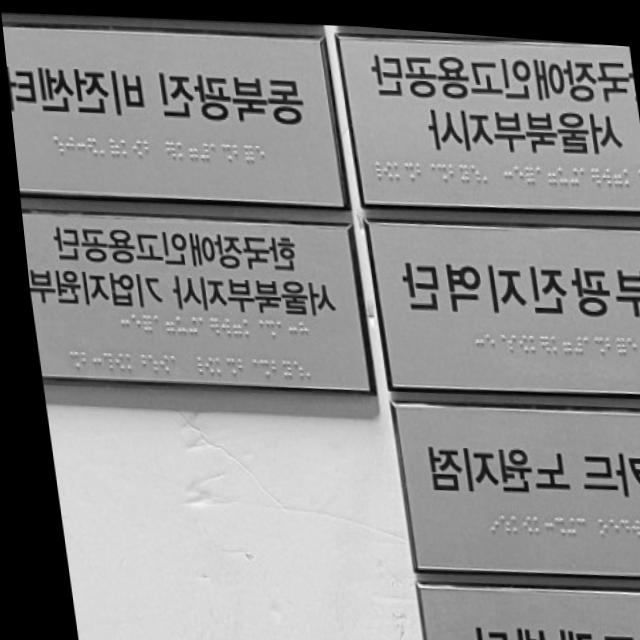 국장애인고용공단
서울북부지사
동북광진 비전센터
한국장애인고용공단
서울북부지사 기업지원부
부광진지역단
드 노원지점